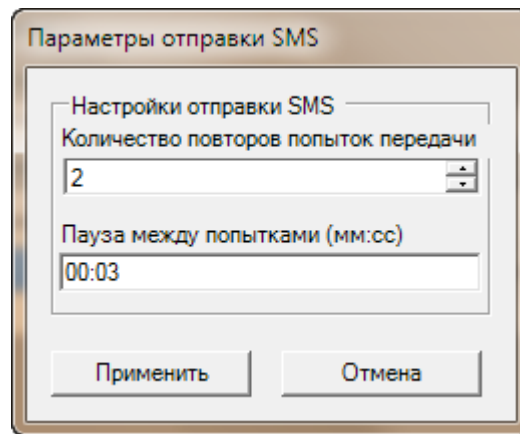 Параметры отправки SMS
Настройки отправки SMS
Количество повторов попыток передачи
2
Пауза между попытками (мм:сс)
00:03
Применить Отмена